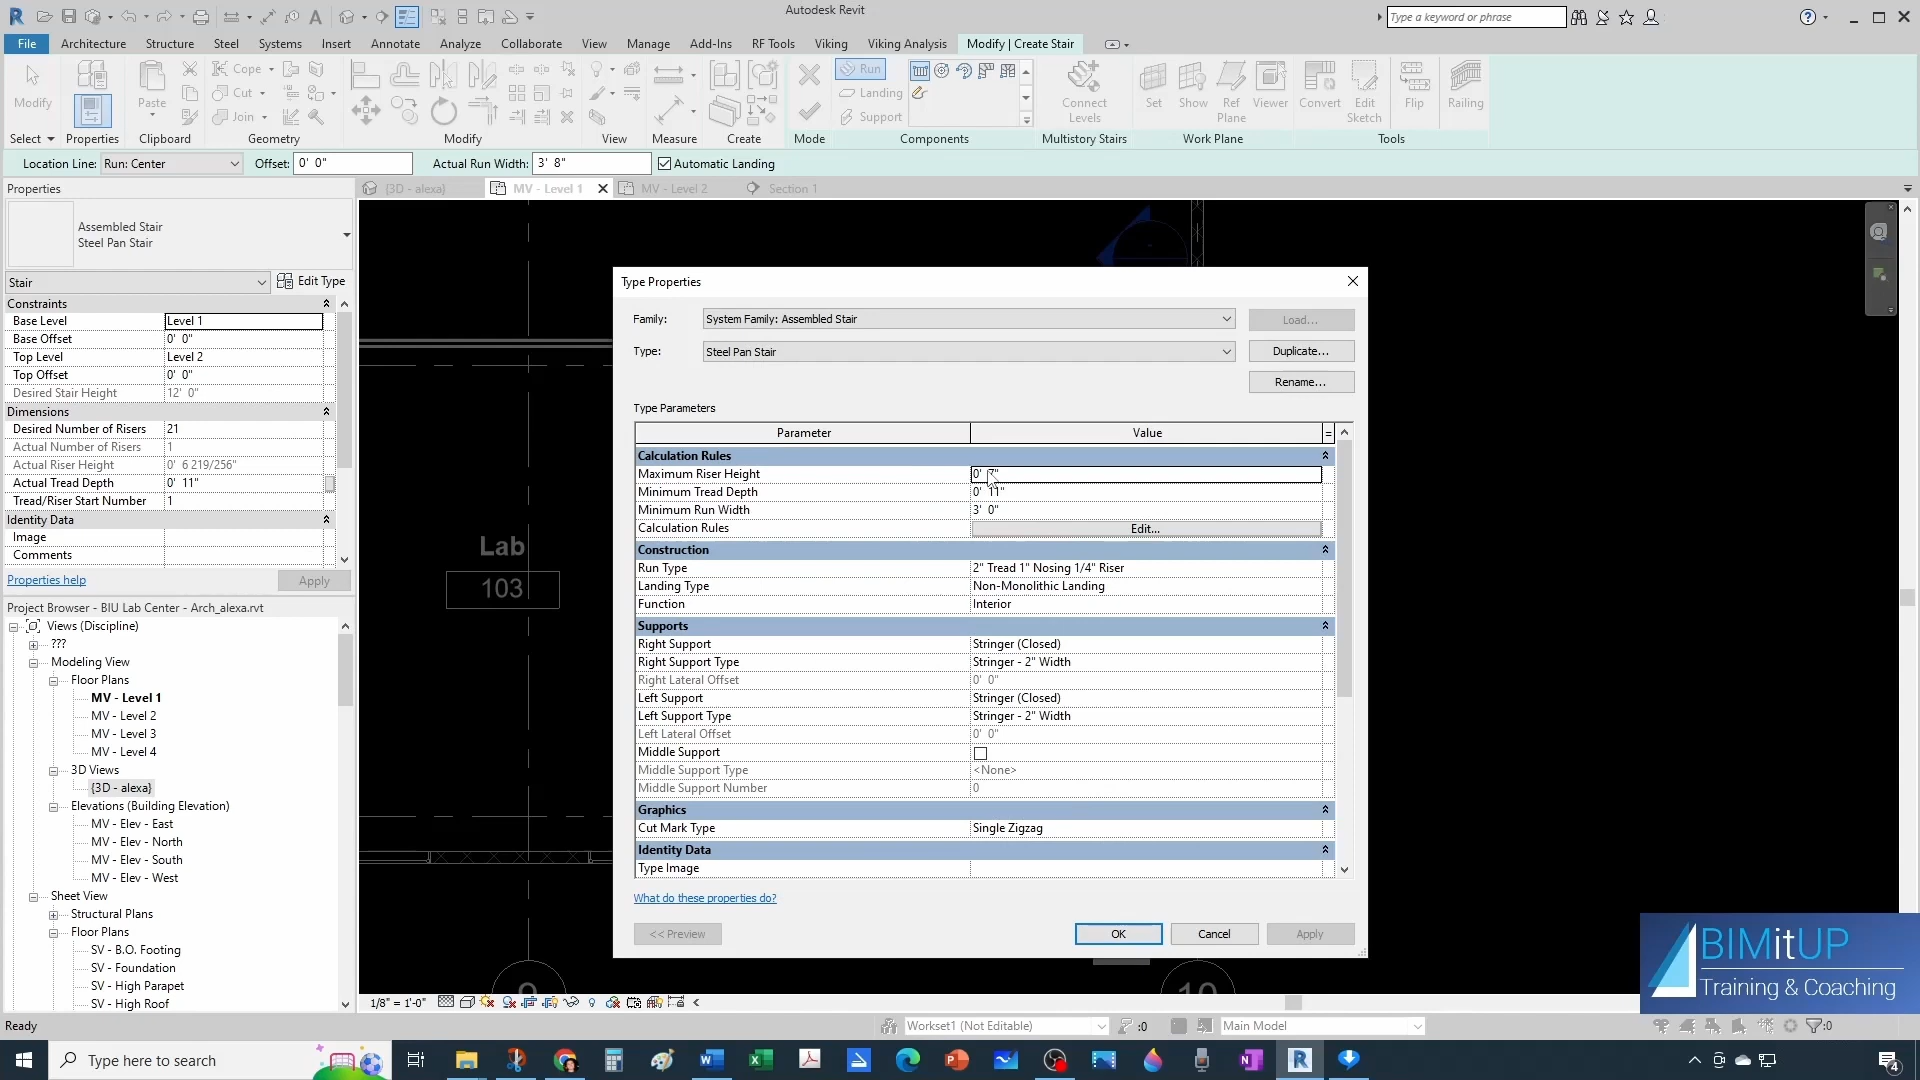 Autodesk Revit
Type a keyword or phrase
File Architecture Structure Steel Systems Insert Annotate Analyze Collaborate View Manage Add-Ins RF Tools Viking Viking Analysis Modify | Create Stair
Modify Paste Cope Cut Join Run Landing Support Connect Levels Set Show Ref Plane Viewer Convert Edit Sketch Flip Railing
Select Properties Clipboard Geometry Modify View Measure Create Mode Components Multistory Stairs Work Plane Tools
Location Line: Run: Center Offset: 0' 0" Actual Run Width: 3' 8" Automatic Landing
Properties
{3D - alexa} MV - Level 1 MV - Level 2 Section 1
Assembled Stair
Steel Pan Stair
Stair Edit Type
Constraints
Base Level Level 1
Base Offset 0' 0"
Top Level Level 2
Top Offset 0' 0"
Desired Stair Height 12' 0"
Dimensions
Desired Number of Risers 21
Actual Number of Risers 1
Actual Riser Height 0' 6 219/256"
Actual Tread Depth 0' 11"
Tread/Riser Start Number 1
Identity Data
Image
Comments
Properties help Apply
Project Browser - BIU Lab Center - Arch_alexa.rvt
Views (Discipline)
???
Modeling View
Floor Plans
MV - Level 1
MV - Level 2
MV - Level 3
MV - Level 4
3D Views
{3D - alexa}
Elevations (Building Elevation)
MV - Elev - East
MV - Elev - North
MV - Elev - South
MV - Elev - West
Sheet View
Structural Plans
Floor Plans
SV - B.O. Footing
SV - Foundation
SV - High Parapet
SV - High Roof
Lab
103
9
10
Type Properties
Family: System Family: Assembled Stair Load...
Type: Steel Pan Stair Duplicate...
Rename...
Type Parameters
Parameter Value =
Calculation Rules
Maximum Riser Height 0' 7"
Minimum Tread Depth 0' 11"
Minimum Run Width 3' 0"
Calculation Rules Edit...
Construction
Run Type 2" Tread 1" Nosing 1/4" Riser
Landing Type Non-Monolithic Landing
Function Interior
Supports
Right Support Stringer (Closed)
Right Support Type Stringer - 2" Width
Right Lateral Offset 0' 0"
Left Support Stringer (Closed)
Left Support Type Stringer - 2" Width
Left Lateral Offset 0' 0"
Middle Support
Middle Support Type <None>
Middle Support Number 0
Graphics
Cut Mark Type Single Zigzag
Identity Data
Type Image
What do these properties do?
<< Preview OK Cancel Apply
BIMitUP
Training & Coaching
1/8" = 1'-0"
Ready Workset1 (Not Editable) :0 Main Model :0
Type here to search
4